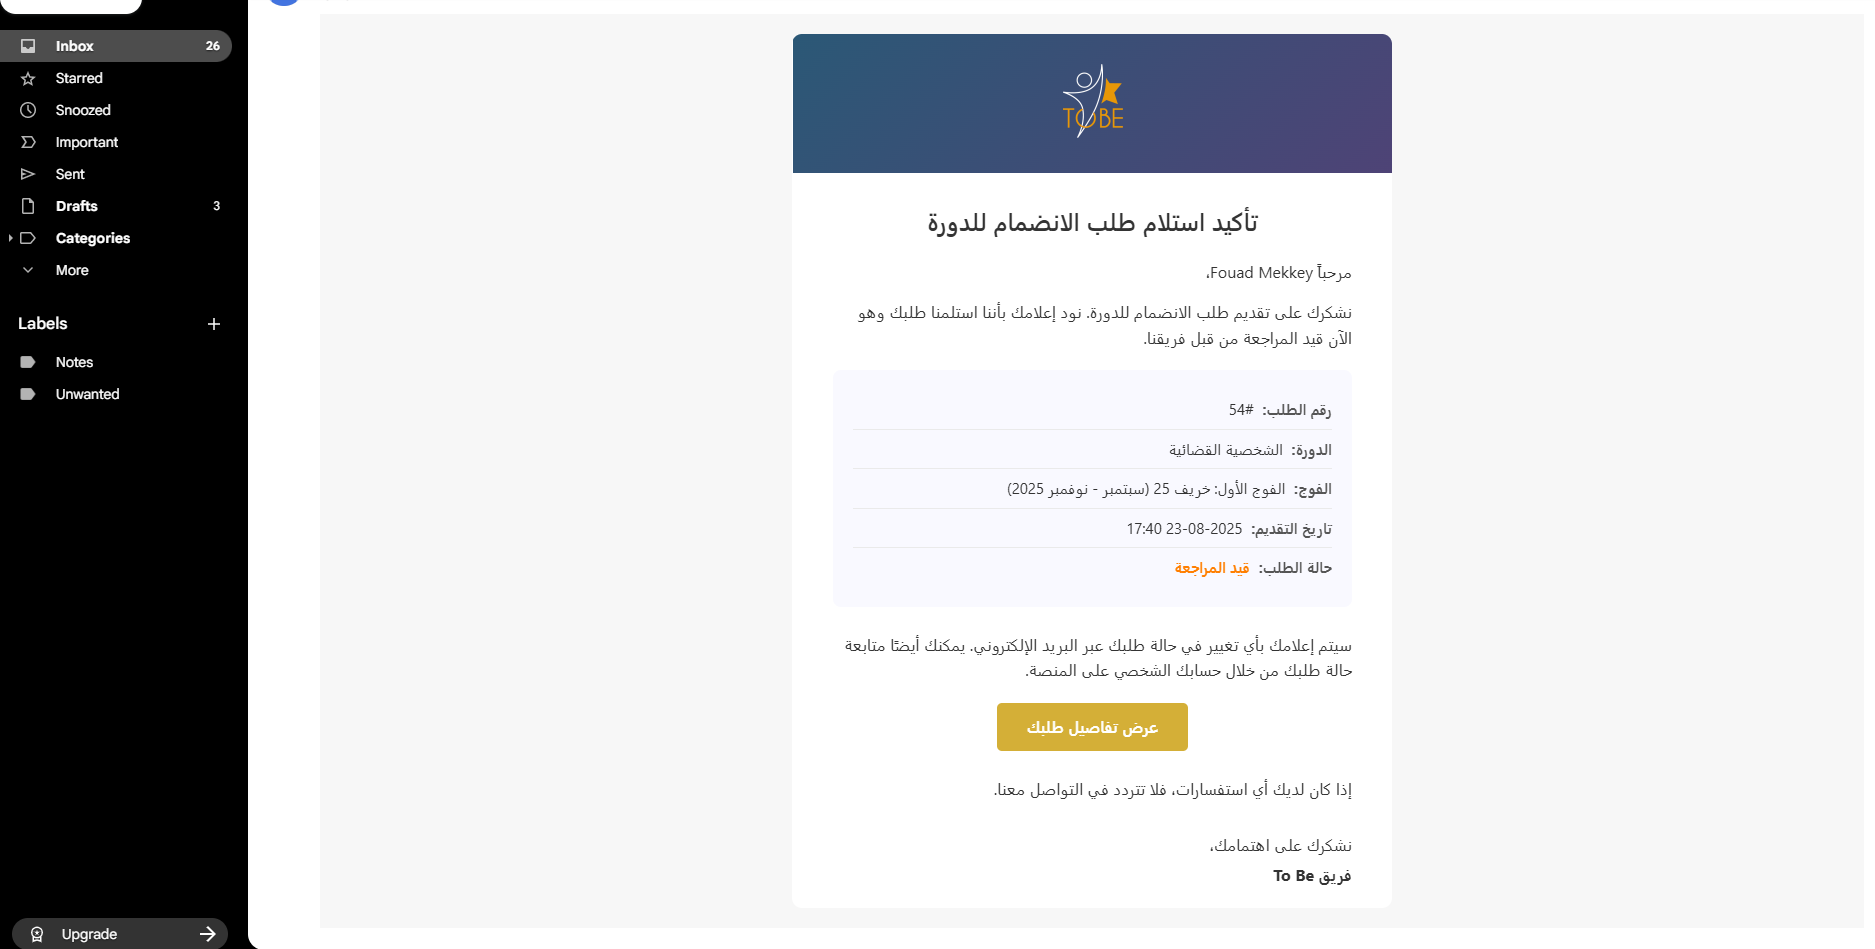 Inbox 26
Starred
Snoozed
Important
Sent
Drafts 3
Categories
More
Labels
Notes
Unwanted
Upgrade
TOBE
تأكيد استلام طلب الانضمام للدورة
مرحباً Fouad Mekkey،
نشكرك على تقديم طلب الانضمام للدورة. نود إعلامك بأننا استلمنا طلبك وهو
الآن قيد المراجعة من قبل فريقنا.
رقم الطلب: #54
الدورة: الشخصية القضائية
الفوج: الفوج الأول: خريف 25 (سبتمبر - نوفمبر 2025)
تاريخ التقديم: 2025-08-23 17:40
حالة الطلب: قيد المراجعة
سيتم إعلامك بأي تغيير في حالة طلبك عبر البريد الإلكتروني. يمكنك أيضًا متابعة
حالة طلبك من خلال حسابك الشخصي على المنصة.
عرض تفاصيل طلبك
إذا كان لديك أي استفسارات، فلا تتردد في التواصل معنا.
نشكرك على اهتمامك،
فريق To Be